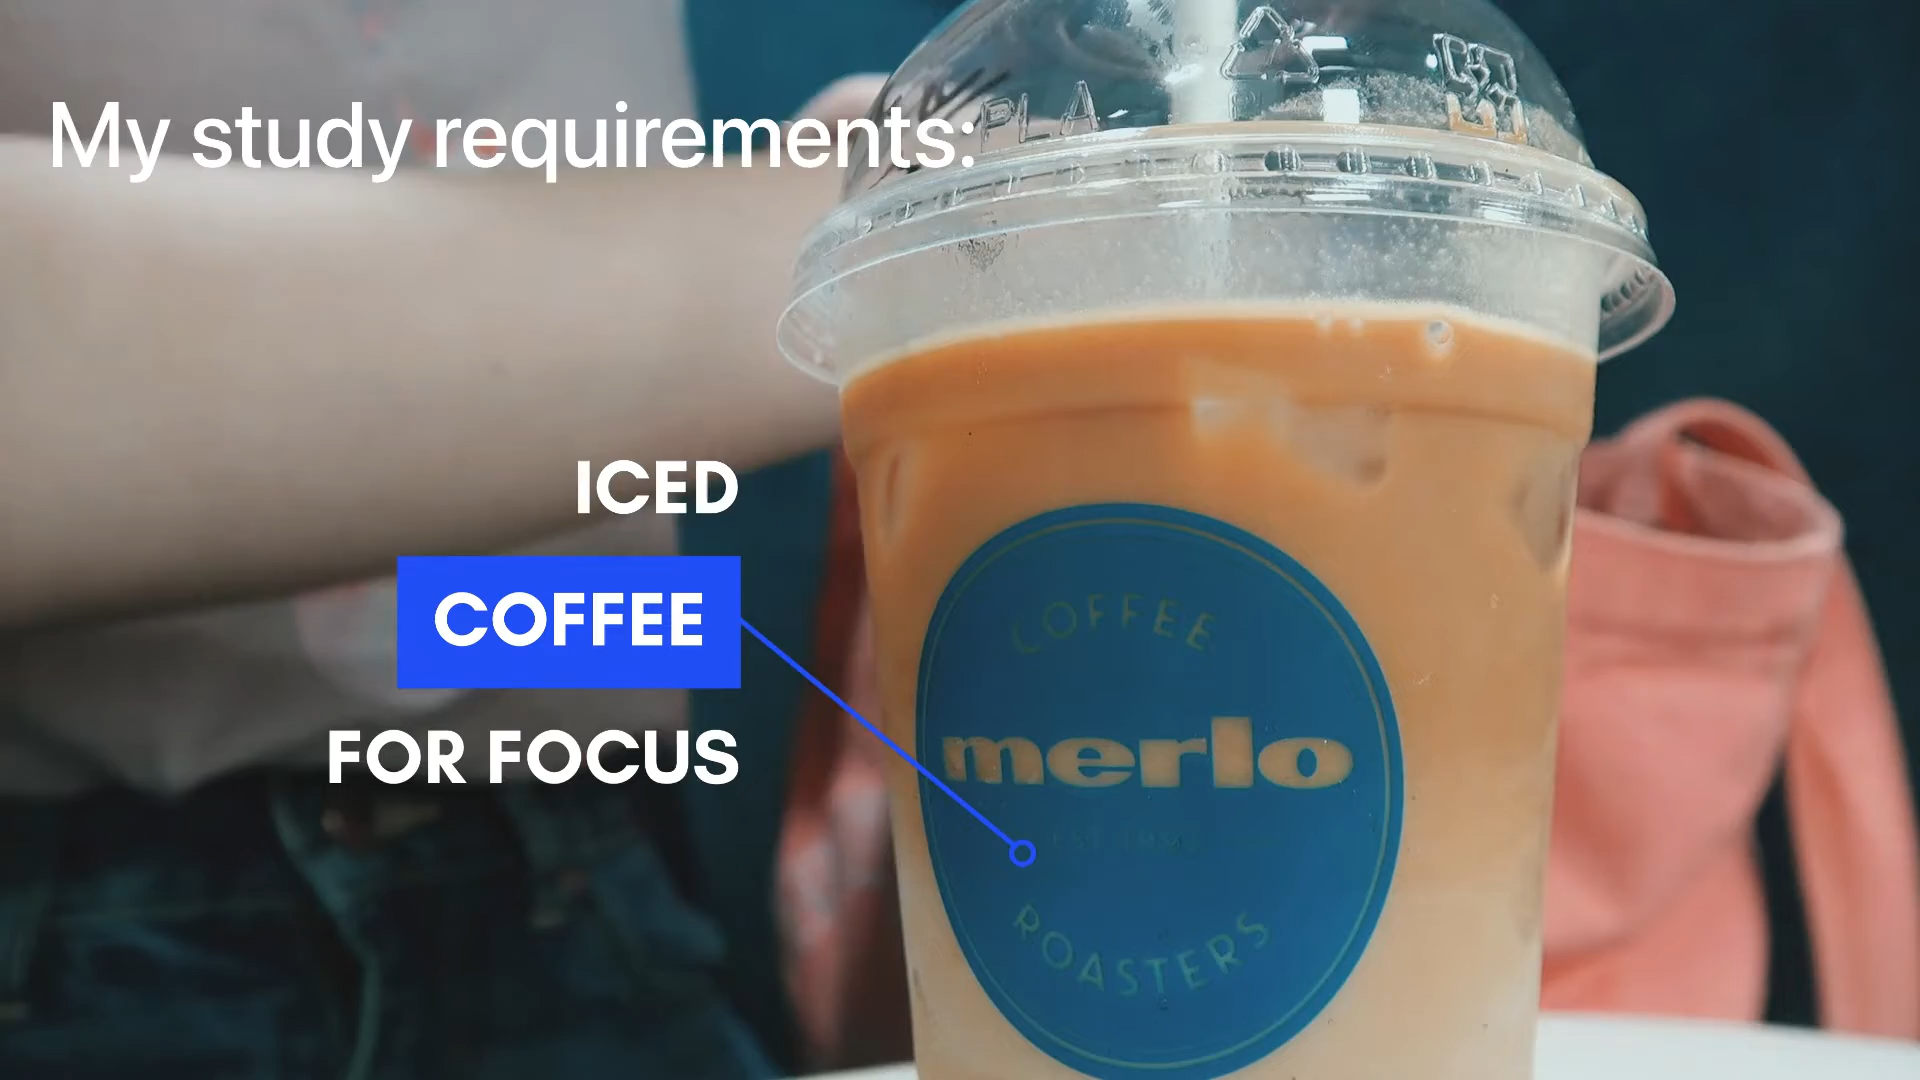 My study requirements:
PLA
ICED
COFFEE
FOR FOCUS
COFFEE
merlo
ROASTERS